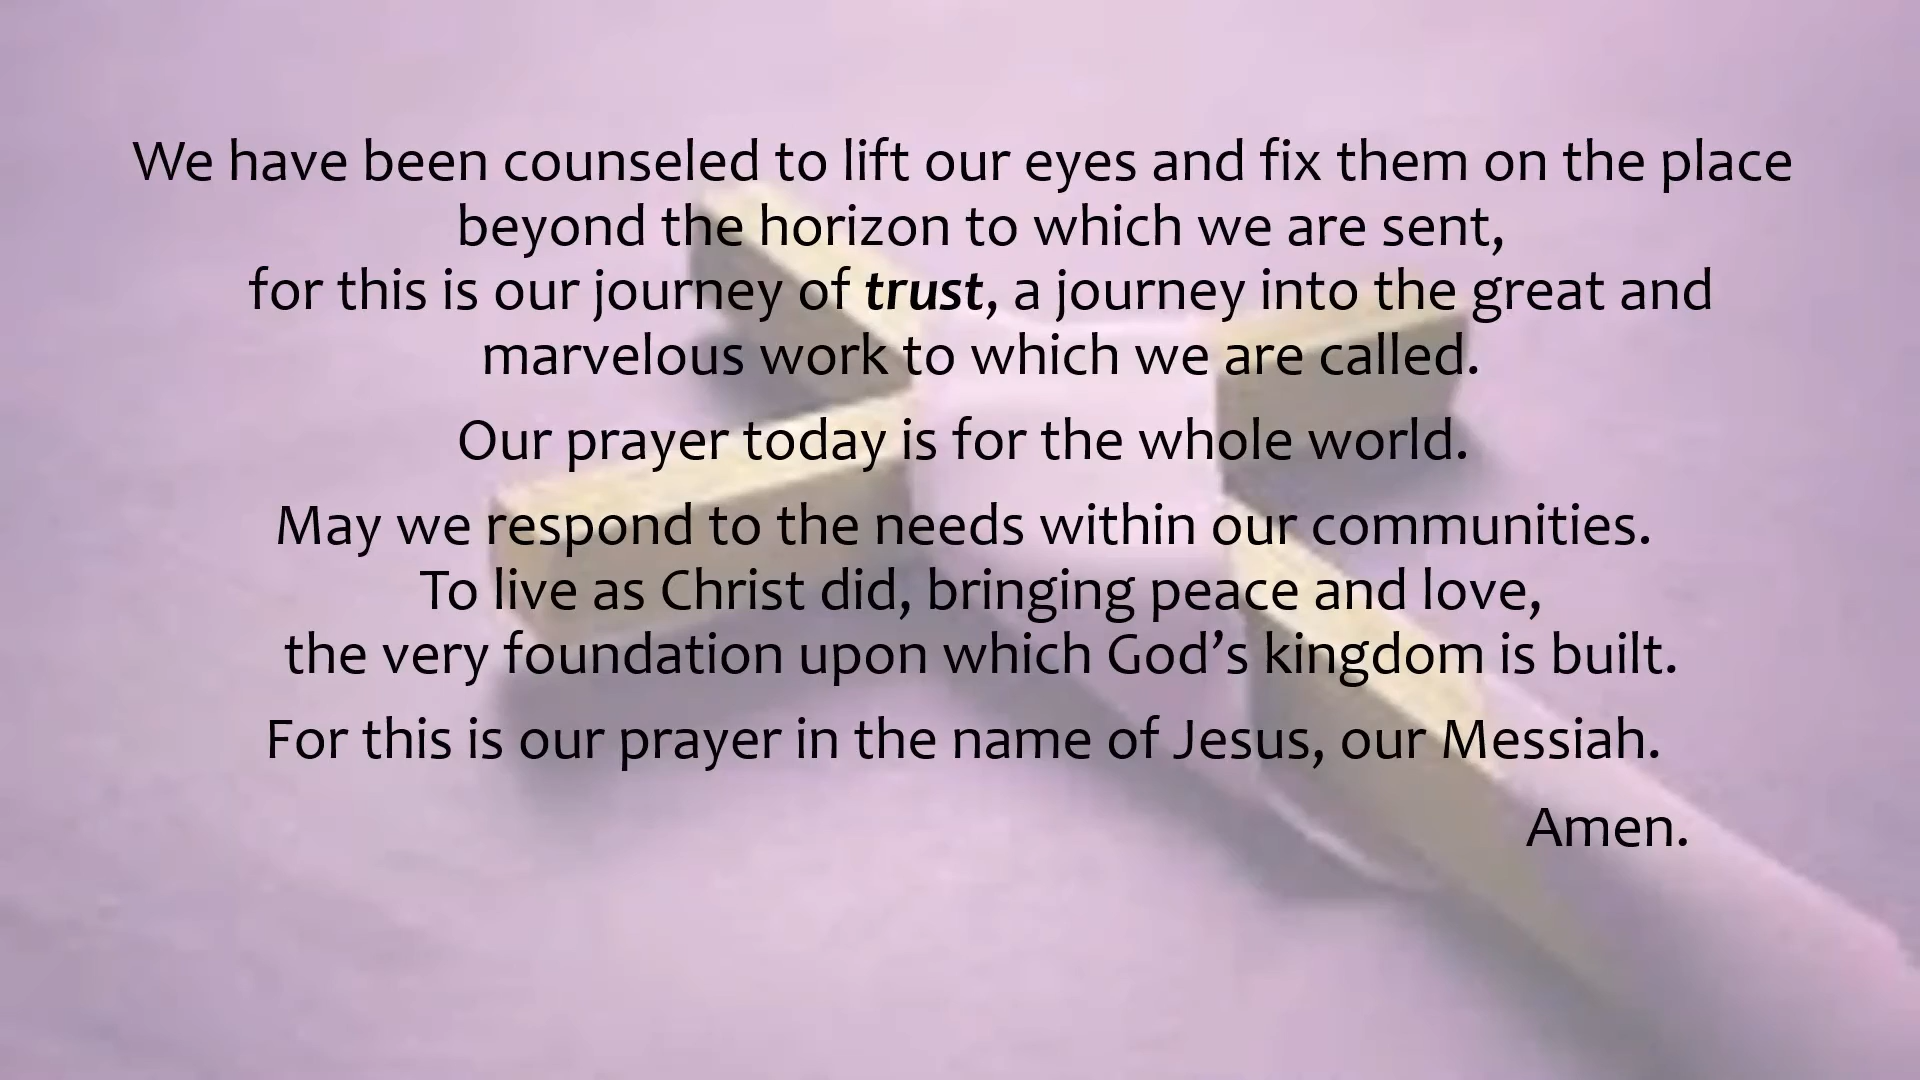 We have been counseled to lift our eyes and fix them on the place
beyond the horizon to which we are sent,
for this is our journey of trust, a journey into the great and
marvelous work to which we are called.
Our prayer today is for the whole world.
May we respond to the needs within our communities.
To live as Christ did, bringing peace and love,
the very foundation upon which God’s kingdom is built.
For this is our prayer in the name of Jesus, our Messiah.
Amen.